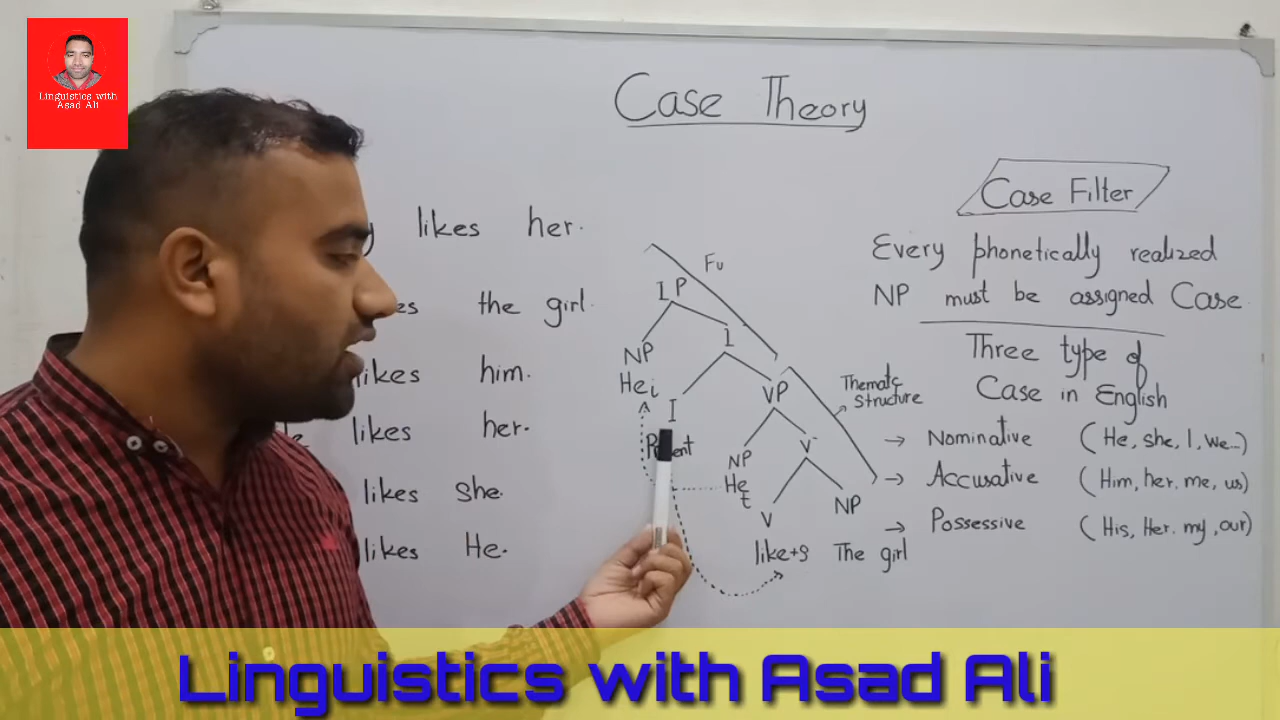 Linguistics with
Asad Ali
Case Theory
likes her.
the girl.
likes him.
likes her.
likes she.
likes He.
Fu
IP
NP
I
He i
I
VP
Thematic
Structure
NP
V-
He
t
V
NP
like+s The girl
Case Filter
Every phonetically realized
NP must be assigned Case.
Three type of
Case in English
→ Nominative (He, she, I, we...)
→ Accusative (Him, her, me, us)
→ Possessive (His, Her. my, our)
Linguistics with Asad Ali